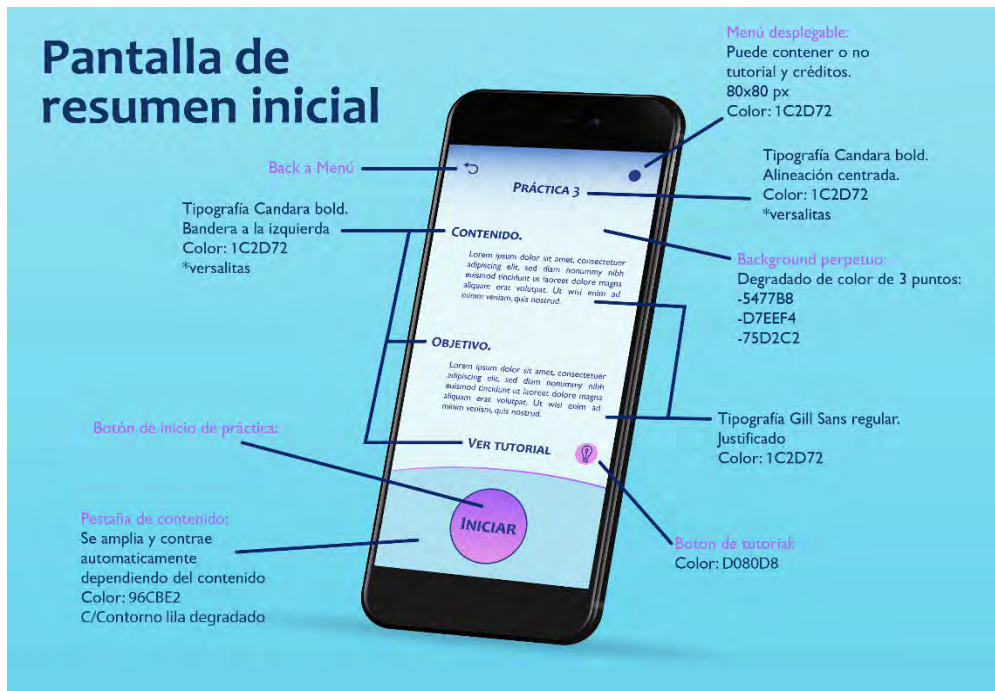 Pantalla de
resumen inicial
Menú desplegable:
Puede contener o no
tutorial y créditos.
80x80 px
Color: 1C2D72
Back a Menú
Tipografía Candara bold.
Alineación centrada.
Color: 1C2D72
*versalitas
Tipografía Candara bold.
Bandera a la izquierda
Color: 1C2D72
*versalitas
Background perpetuo:
Degradado de color de 3 puntos:
-5477B8
-D7EEF4
-75D2C2
PRÁCTICA 3
CONTENIDO.
Lorem ipsum dolor sit amet, consectetuer
adipiscing elit, sed diam nonummy nibh
euismod tincidunt ut laoreet dolore magna
aliquam erat volutpat. Ut wisi enim ad
minim veniam, quis nostrud.
OBJETIVO.
Lorem ipsum dolor sit amet, consectetuer
adipiscing elit, sed diam nonummy nibh
euismod tincidunt ut laoreet dolore magna
aliquam erat volutpat. Ut wisi enim ad
minim veniam, quis nostrud.
VER TUTORIAL
INICIAR
Tipografía Gill Sans regular.
Justificado
Color: 1C2D72
Botón de inicio de práctica:
Pestaña de contenido:
Se amplia y contrae
automaticamente
dependiendo del contenido
Color: 96CBE2
C/Contorno lila degradado
Boton de tutorial:
Color: D080D8